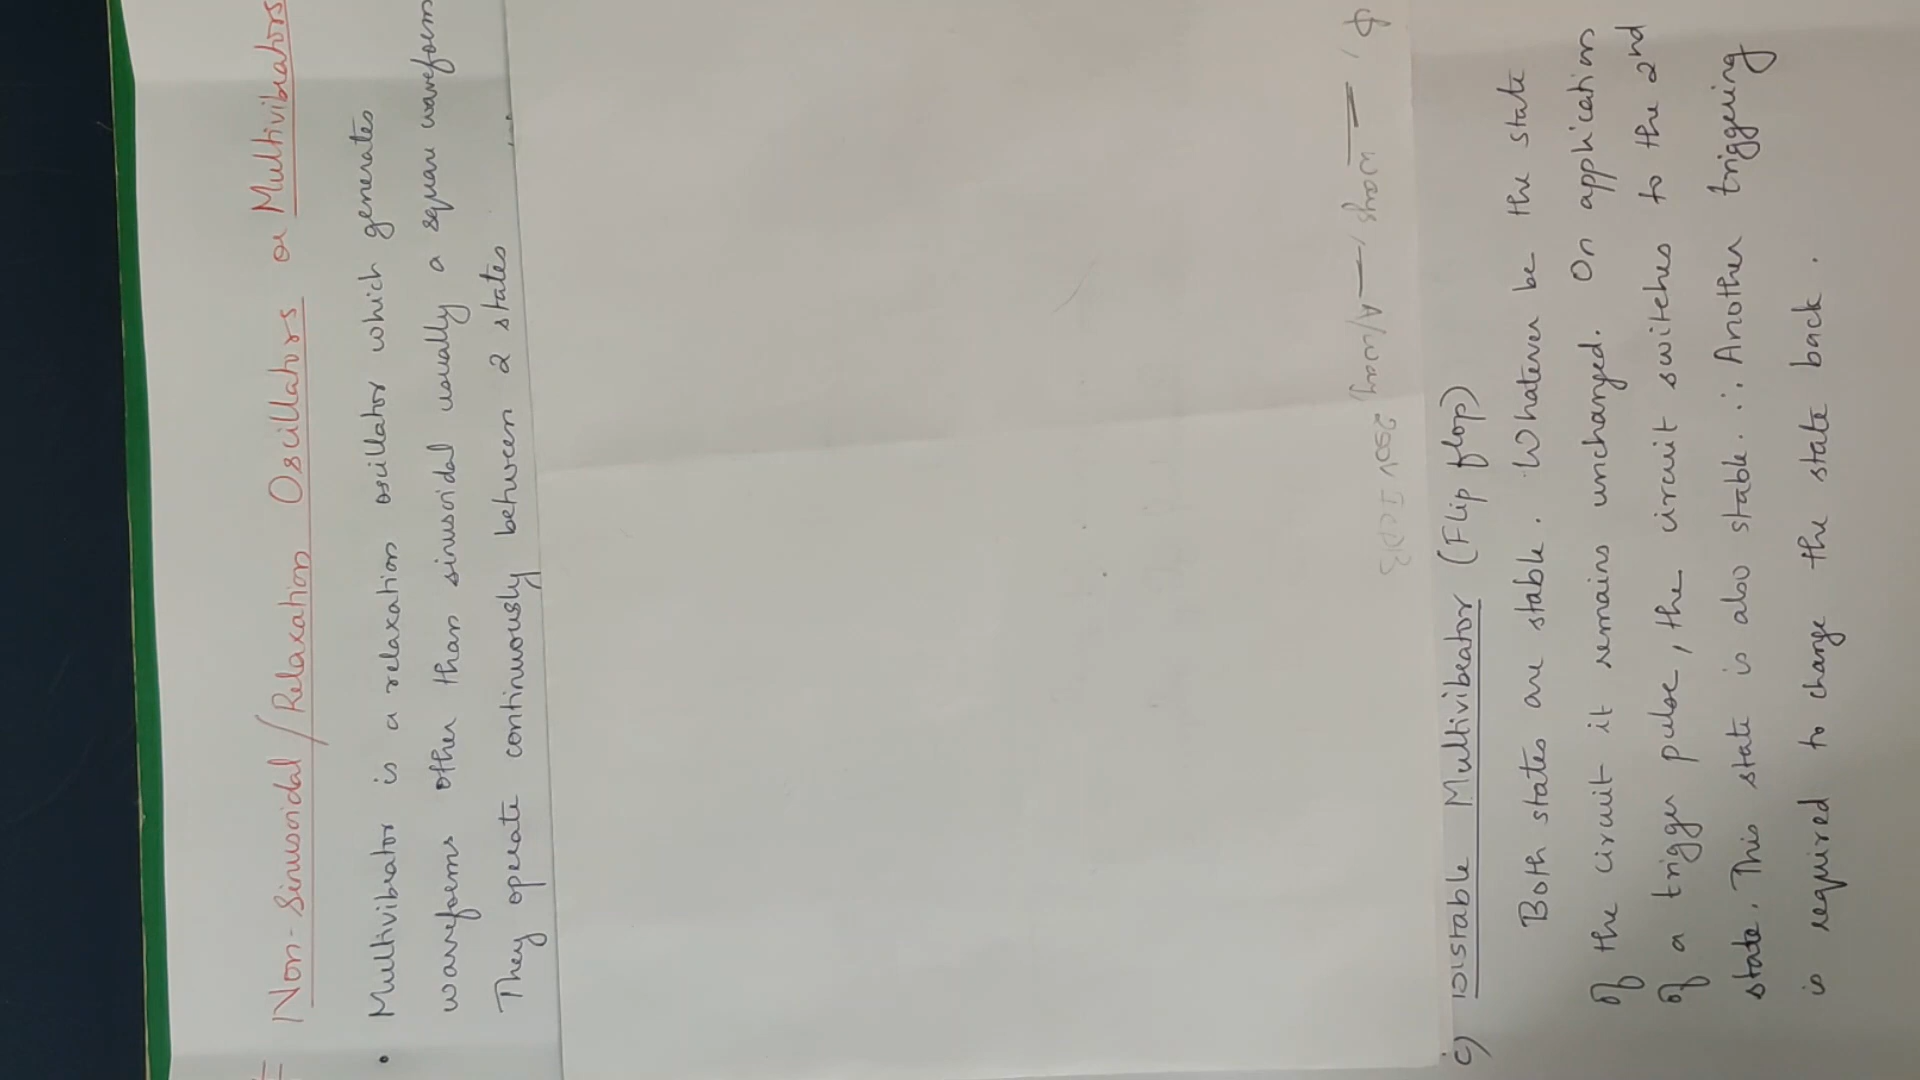 Non-Sinusoidal/Relaxation Oscillators or Multivibrators
• Multivibrator is a relaxation oscillator which generates
waveforms other than sinusoidal usually a square waveform
They operate continuously between 2 states
c) Bistable Multivibrator (Flip flop)
Both states are stable. Whatever be the state
of the circuit it remains unchanged. On application
of a trigger pulse, the circuit switches to the 2nd
state. This state is also stable. ∴ Another triggering
is required to change the state back.